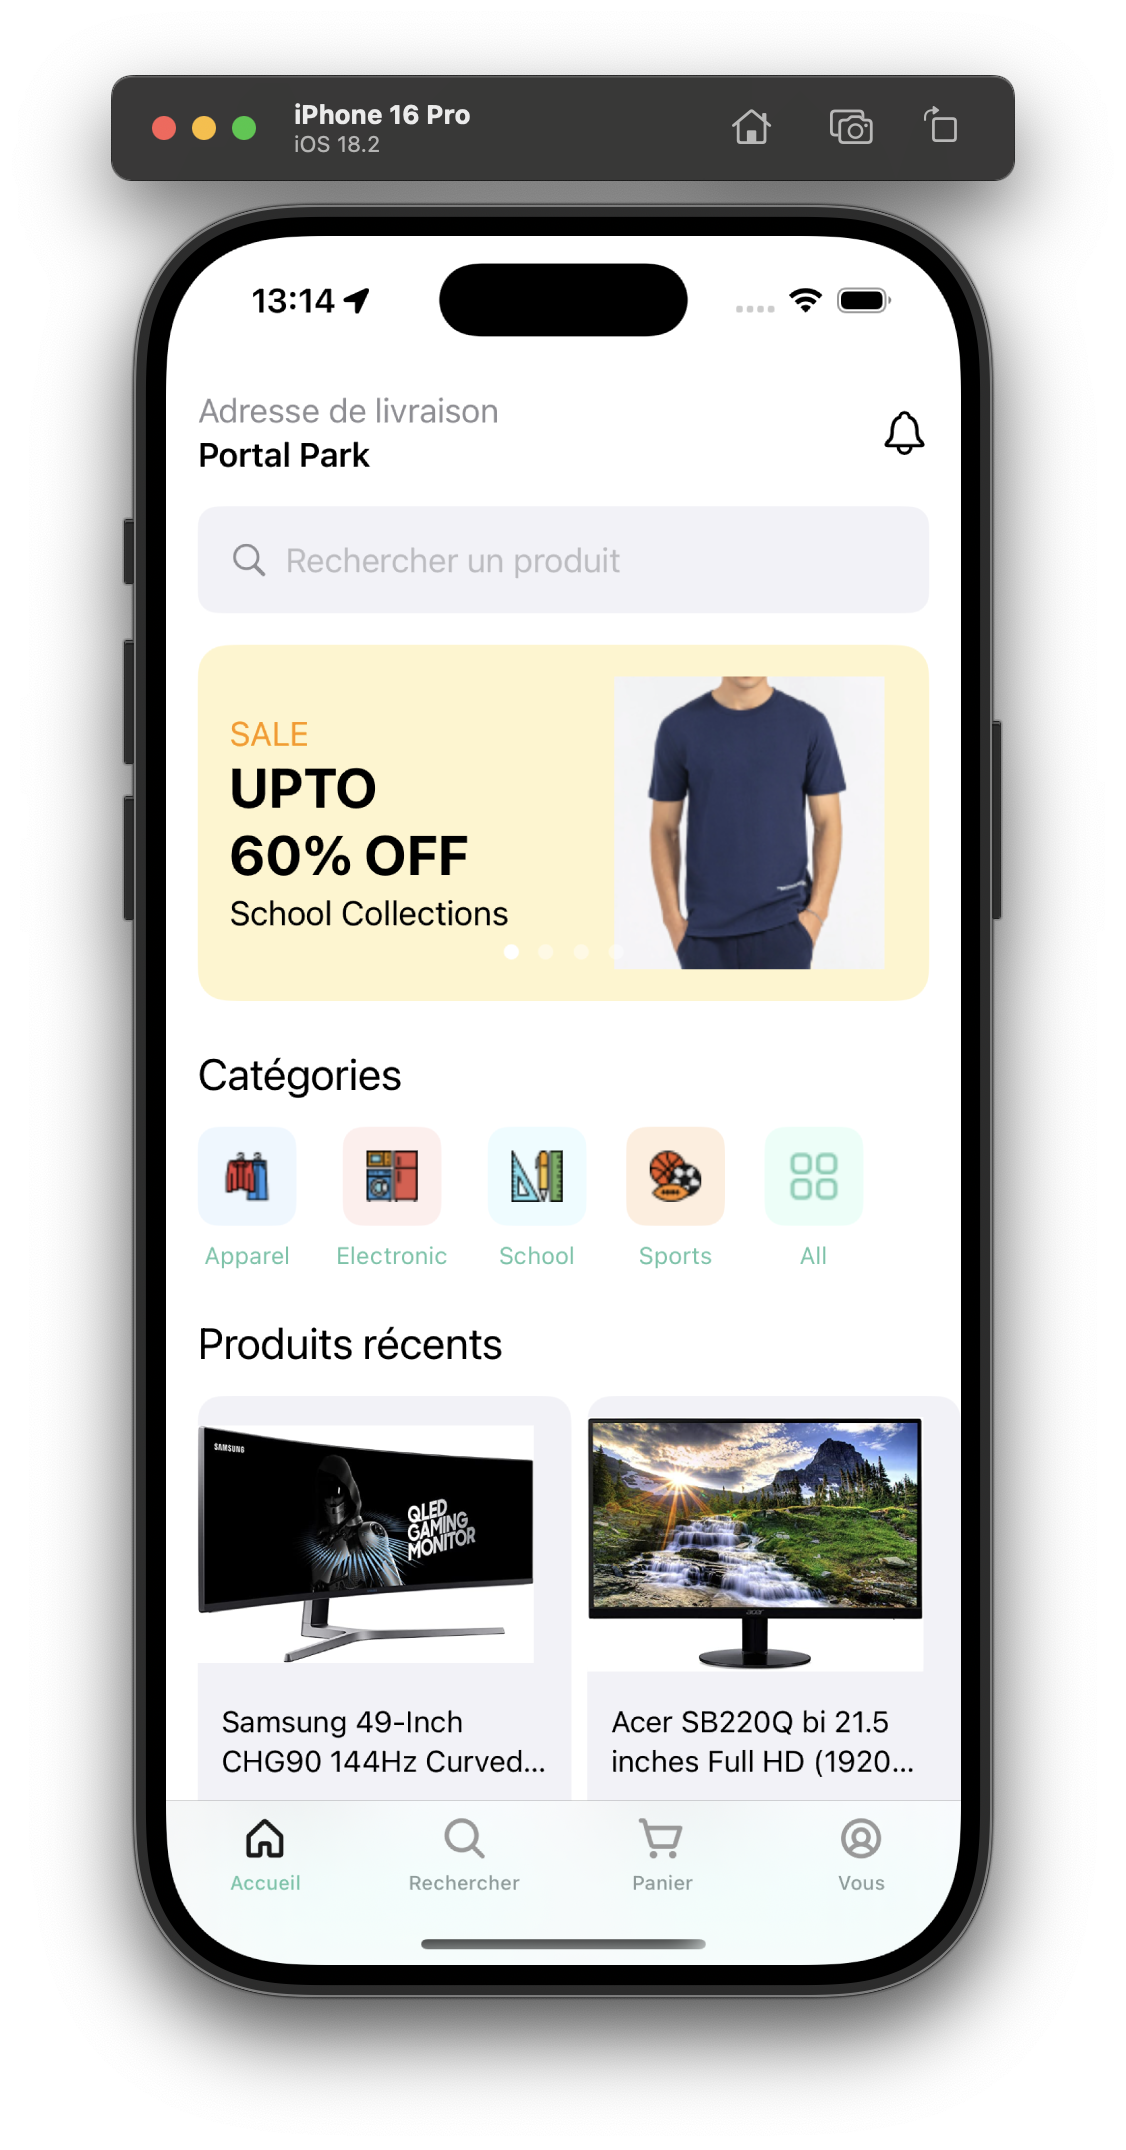 iPhone 16 Pro
iOS 18.2
13:14
Adresse de livraison
Portal Park
Rechercher un produit
SALE
UPTO
60% OFF
School Collections
Catégories
Apparel
Electronic
School
Sports
All
Produits récents
SAMSUNG
QLED
GAMING
MONITOR
acer
Samsung 49-Inch
CHG90 144Hz Curved...
Acer SB220Q bi 21.5
inches Full HD (1920...
Accueil
Rechercher
Panier
Vous